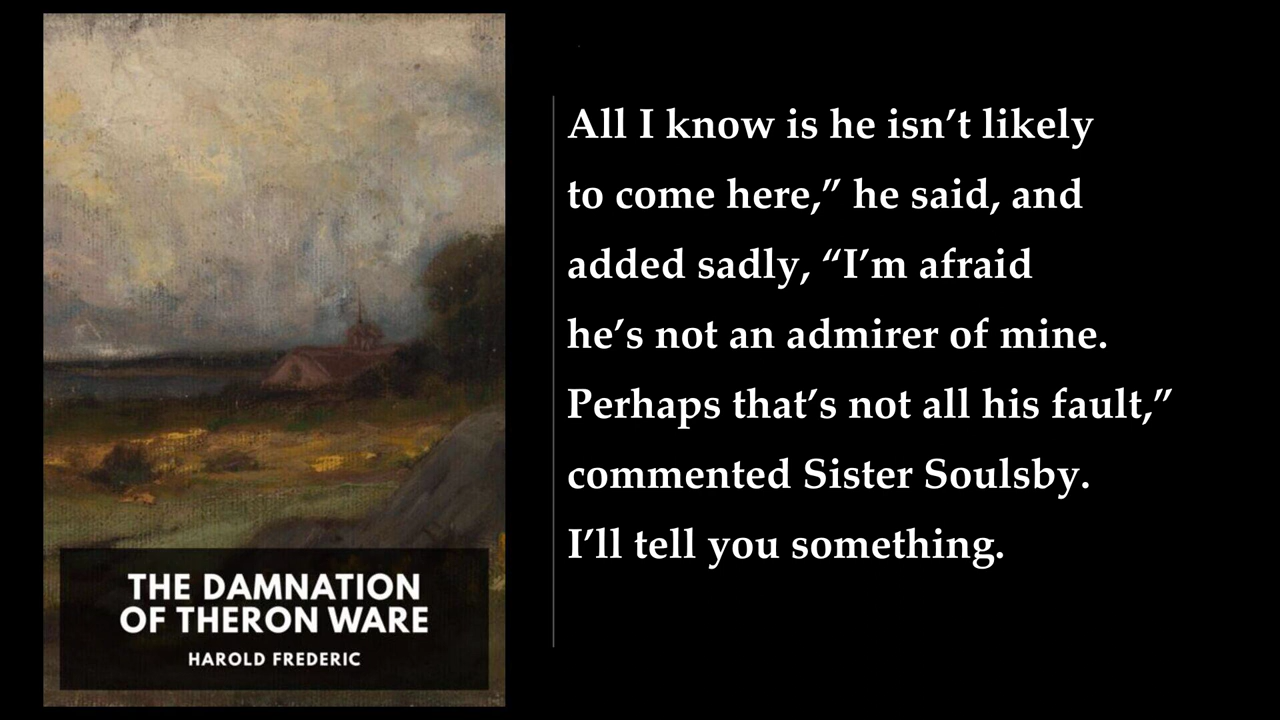 All I know is he isn’t likely
to come here,” he said, and
added sadly, “I’m afraid
he’s not an admirer of mine.
Perhaps that’s not all his fault,”
commented Sister Soulsby.
I’ll tell you something.
THE DAMNATION
OF THERON WARE
HAROLD FREDERIC